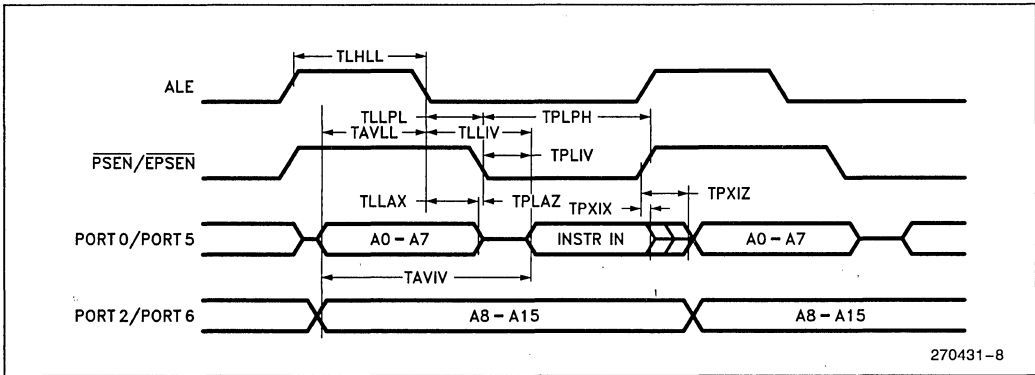 TLHLL
ALE
TLLPL
TPLPH
TAVLL
TLLIV
PSEN/EPSEN
TPLIV
TLLAX
TPLAZ
TPXIZ
TPXIX
PORT 0/PORT 5
A0 – A7
INSTR IN
A0 – A7
TAVIV
PORT 2/PORT 6
A8 – A15
A8 – A15
270431–8